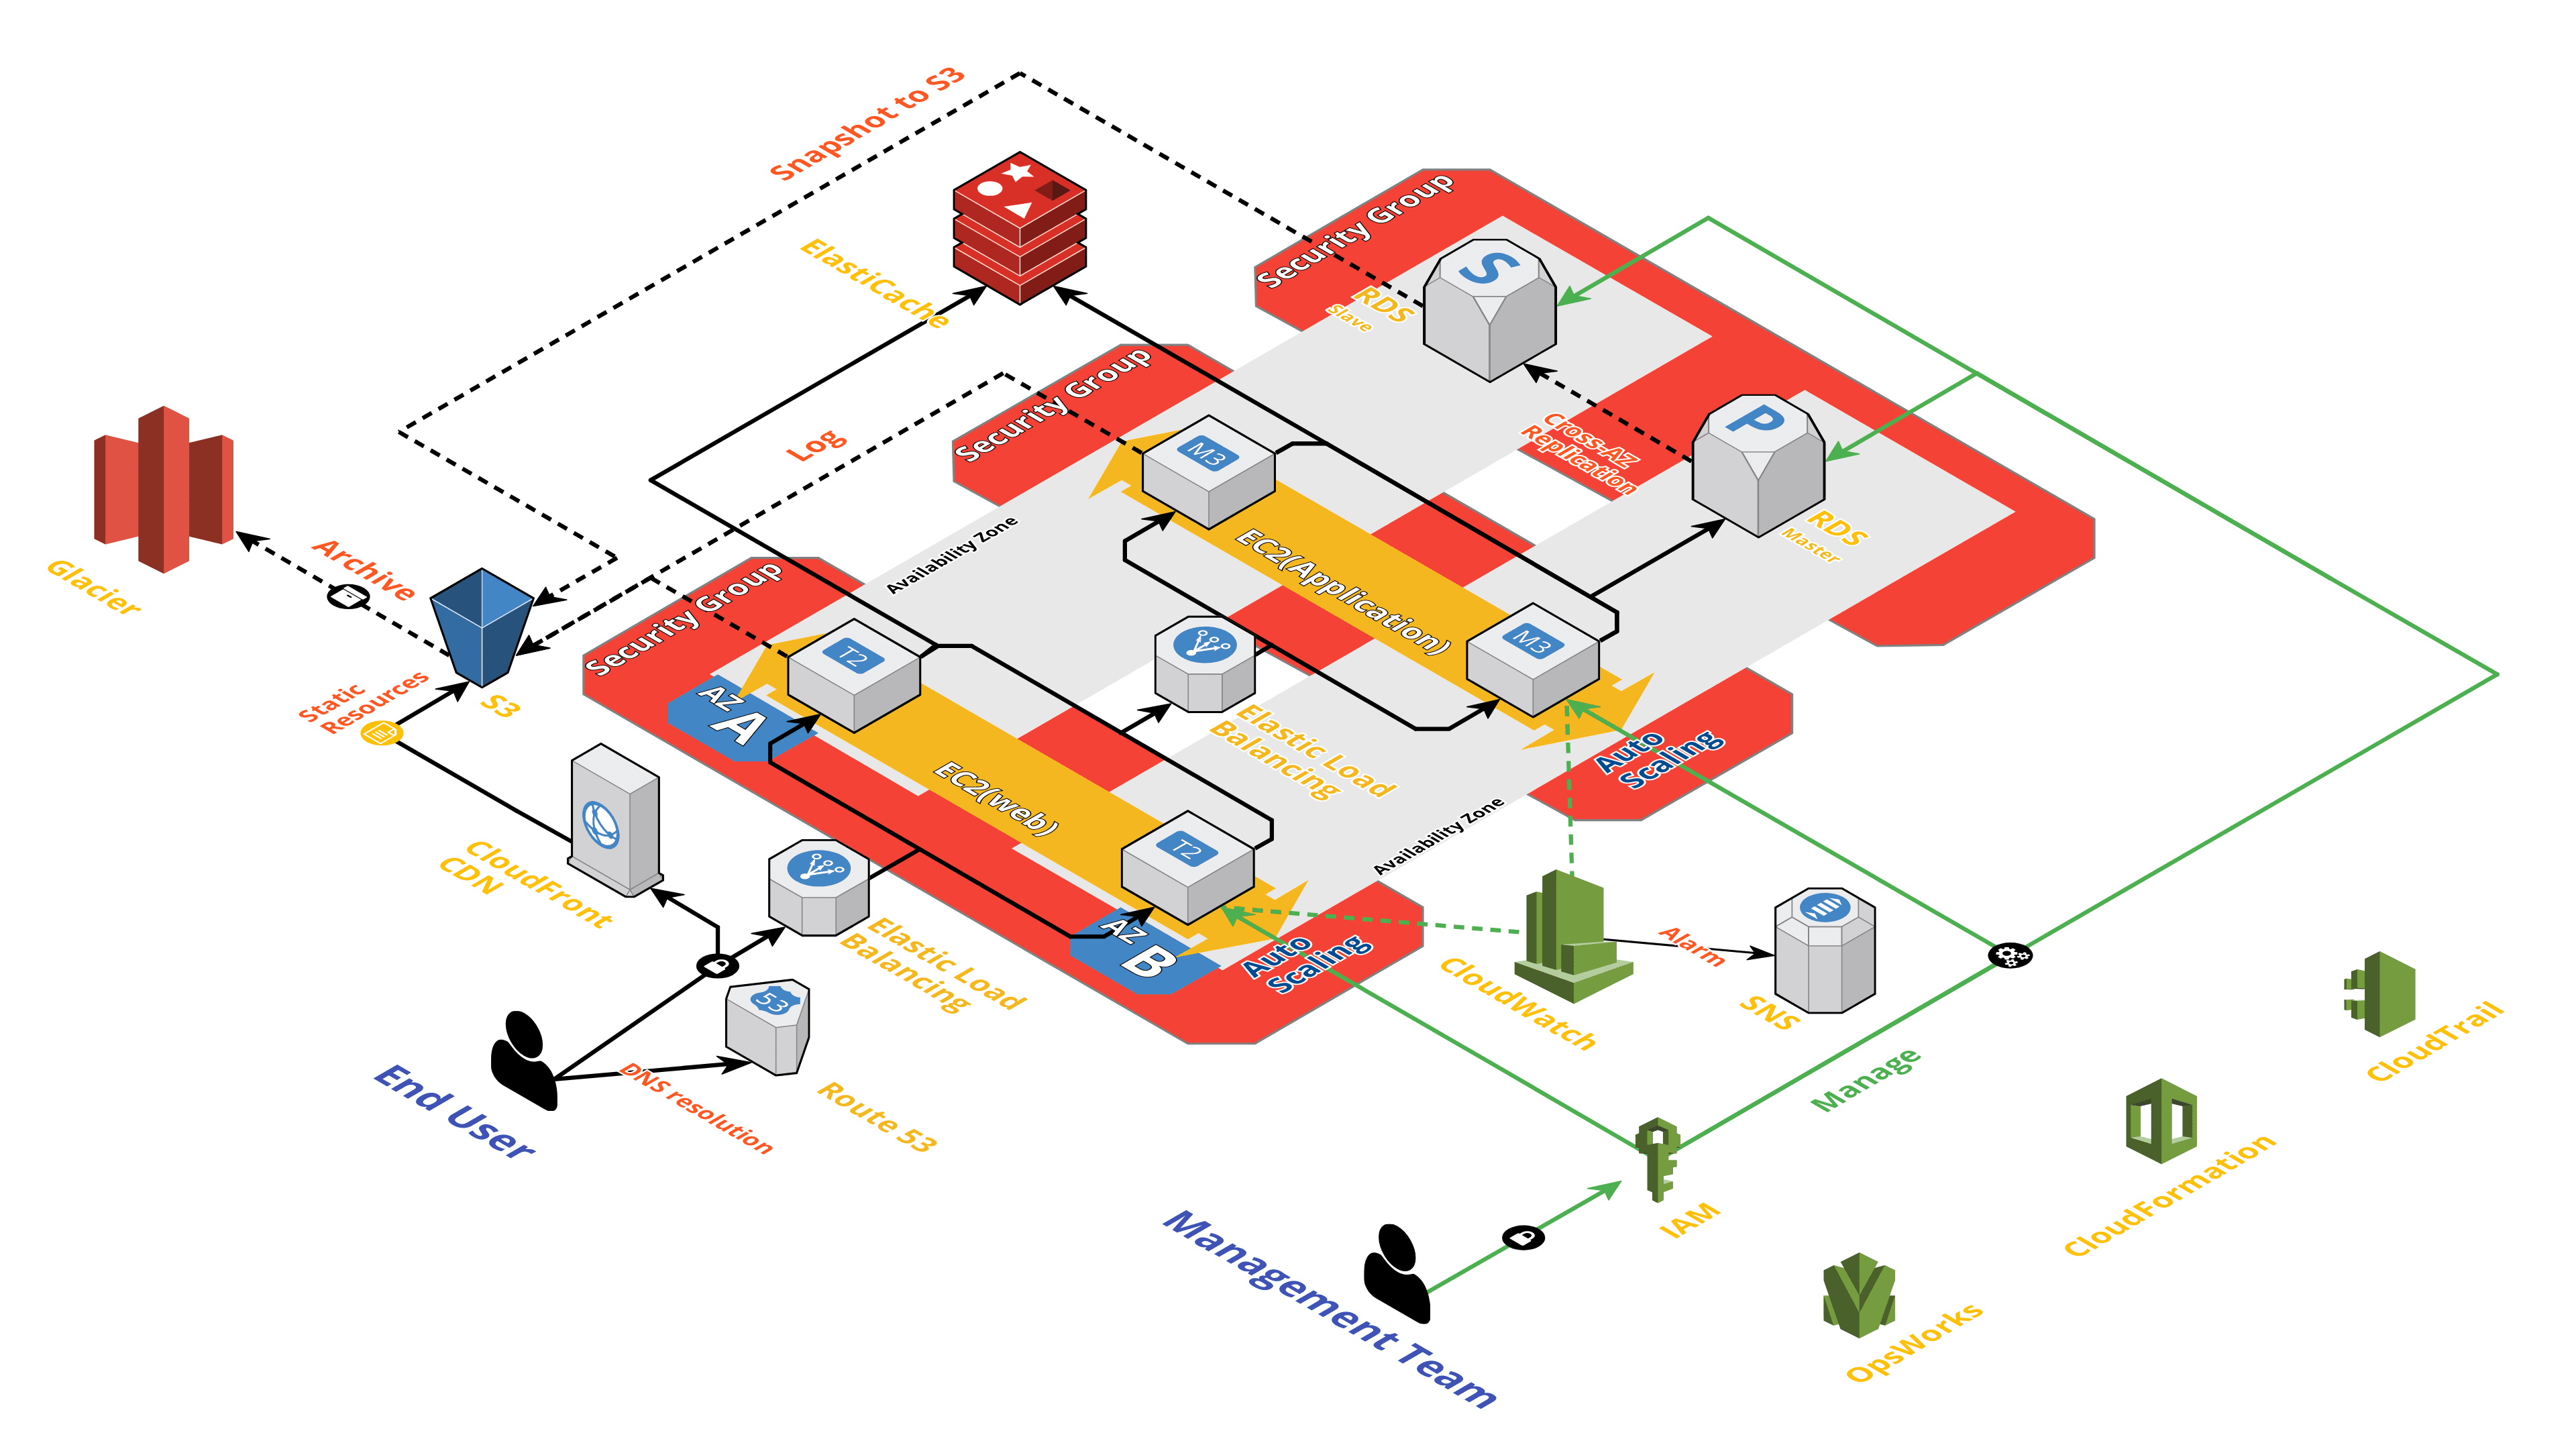 Snapshot to S3
ElastiCache
Security Group
S
RDS
Slave
Security Group
Log
M3
Cross-AZ
Replication
P
RDS
Master
Availability Zone
EC2(Application)
Archive
Glacier
Security Group
T2
M3
Static
Resources
S3
AZ
A
Elastic Load
Balancing
Auto
Scaling
EC2(web)
Availability Zone
CloudFront
CDN
T2
AZ
B
Elastic Load
Balancing
Auto
Scaling
CloudWatch
Alarm
SNS
53
Route 53
DNS resolution
End User
Manage
CloudTrail
CloudFormation
IAM
Management Team
OpsWorks